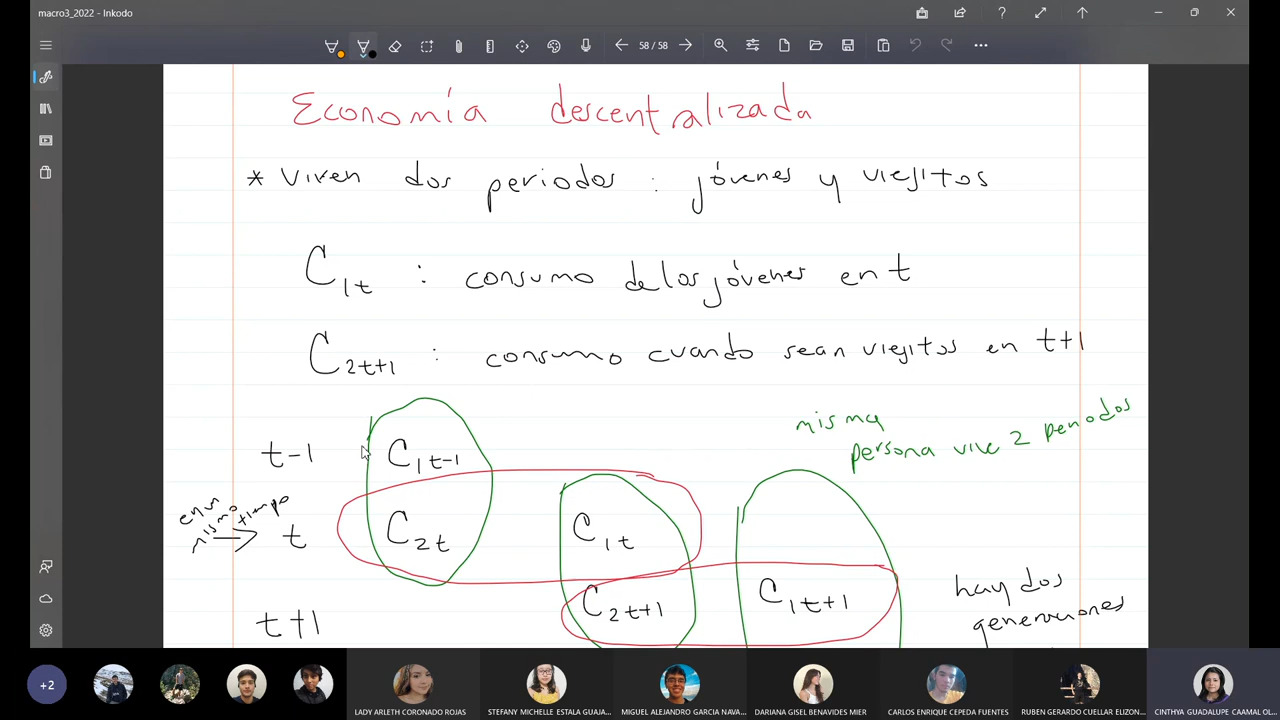 macro3_2022 - Inkodo
58 / 58
Economía descentralizada
* viven dos periodos : jóvenes y viejitos
C1t : consumo de los jóvenes en t
C2t+1 : consumo cuando sean viejitos en t+1
misma
persona vive 2 periodos
t-1 C1t-1
en un
mismo tiempo
t C2t C1t
t+1 C2t+1 C1t+1
hay dos
generaciones
+2
LADY ARLETH CORONADO ROJAS
STEFANY MICHELLE ESTALA GUAJA...
MIGUEL ALEJANDRO GARCIA NAVA...
DARIANA GISEL BENAVIDES MIER
CARLOS ENRIQUE CEPEDA FUENTES
RUBEN GERARDO CUELLAR ELIZON...
CINTHYA GUADALUPE CAAMAL OL...